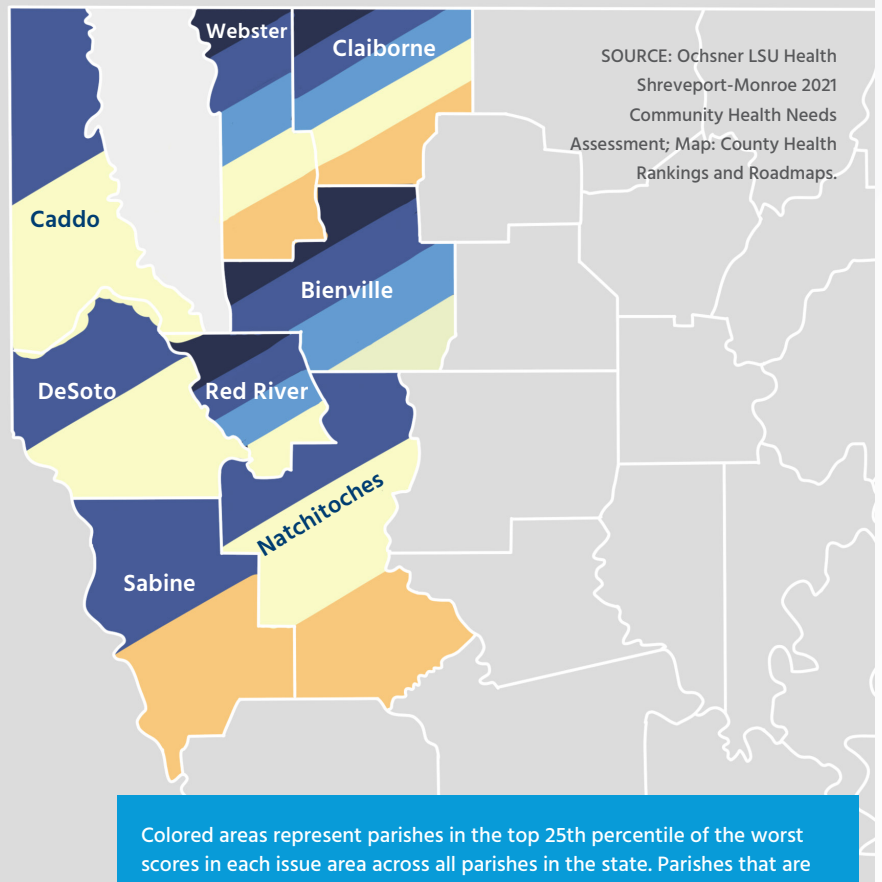 Webster
Claiborne
SOURCE: Ochsner LSU Health
Shreveport-Monroe 2021
Community Health Needs
Assessment; Map: County Health
Rankings and Roadmaps.
Caddo
Bienville
DeSoto
Red River
Natchitoches
Sabine
Colored areas represent parishes in the top 25th percentile of the worst
scores in each issue area across all parishes in the state. Parishes that are